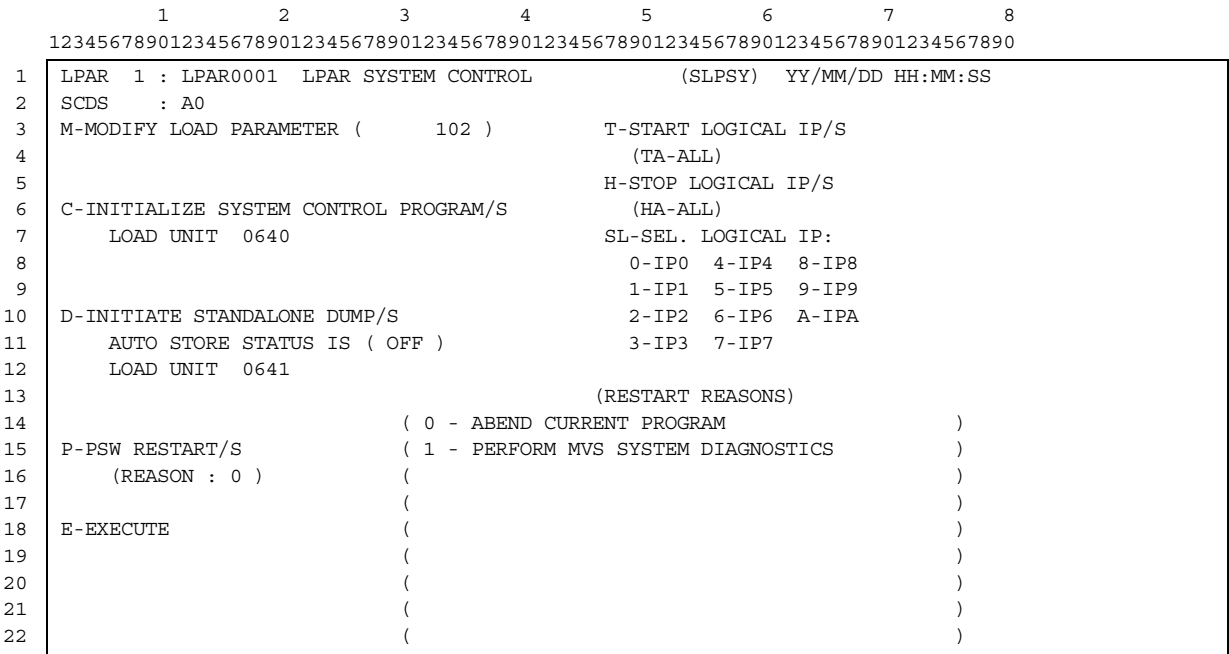 1         2         3         4         5         6         7         8
12345678901234567890123456789012345678901234567890123456789012345678901234567890
1 LPAR  1 : LPAR0001  LPAR SYSTEM CONTROL             (SLPSY)  YY/MM/DD HH:MM:SS
2 SCDS    : A0
3 M-MODIFY LOAD PARAMETER (      102 )         T-START LOGICAL IP/S
4                                                (TA-ALL)
5                                              H-STOP LOGICAL IP/S
6 C-INITIALIZE SYSTEM CONTROL PROGRAM/S          (HA-ALL)
7     LOAD UNIT  0640                          SL-SEL. LOGICAL IP:
8                                                0-IP0  4-IP4  8-IP8
9                                                1-IP1  5-IP5  9-IP9
10 D-INITIATE STANDALONE DUMP/S                   2-IP2  6-IP6  A-IPA
11     AUTO STORE STATUS IS ( OFF )               3-IP3  7-IP7
12     LOAD UNIT  0641
13                                             (RESTART REASONS)
14                             ( 0 - ABEND CURRENT PROGRAM                   )
15 P-PSW RESTART/S             ( 1 - PERFORM MVS SYSTEM DIAGNOSTICS          )
16     (REASON : 0 )           (                                             )
17                             (                                             )
18 E-EXECUTE                   (                                             )
19                             (                                             )
20                             (                                             )
21                             (                                             )
22                             (                                             )